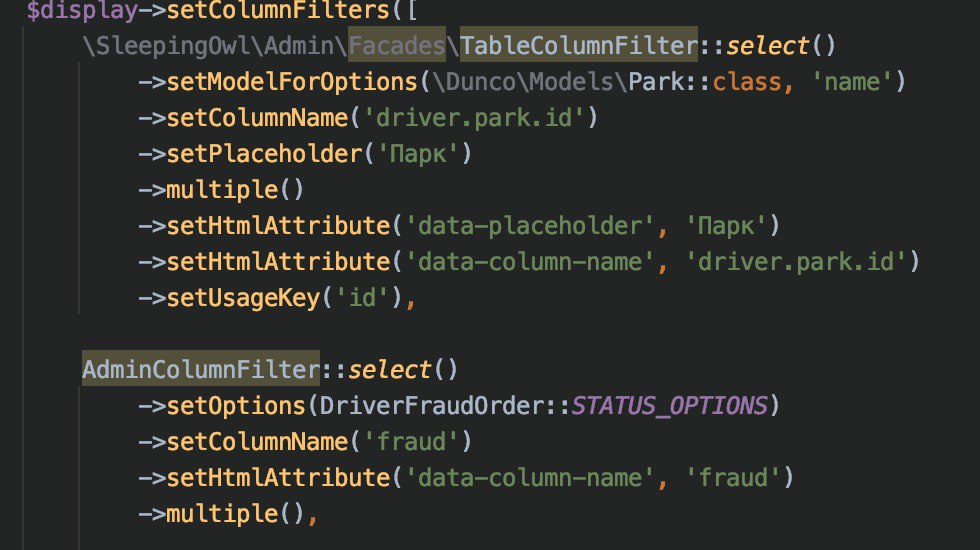 $display->setColumnFilters([
\SleepingOwl\Admin\Facades\TableColumnFilter::select()
->setModelForOptions(\Dunco\Models\Park::class, 'name')
->setColumnName('driver.park.id')
->setPlaceholder('Парк')
->multiple()
->setHtmlAttribute('data-placeholder', 'Парк')
->setHtmlAttribute('data-column-name', 'driver.park.id')
->setUsageKey('id'),
AdminColumnFilter::select()
->setOptions(DriverFraudOrder::STATUS_OPTIONS)
->setColumnName('fraud')
->setHtmlAttribute('data-column-name', 'fraud')
->multiple(),